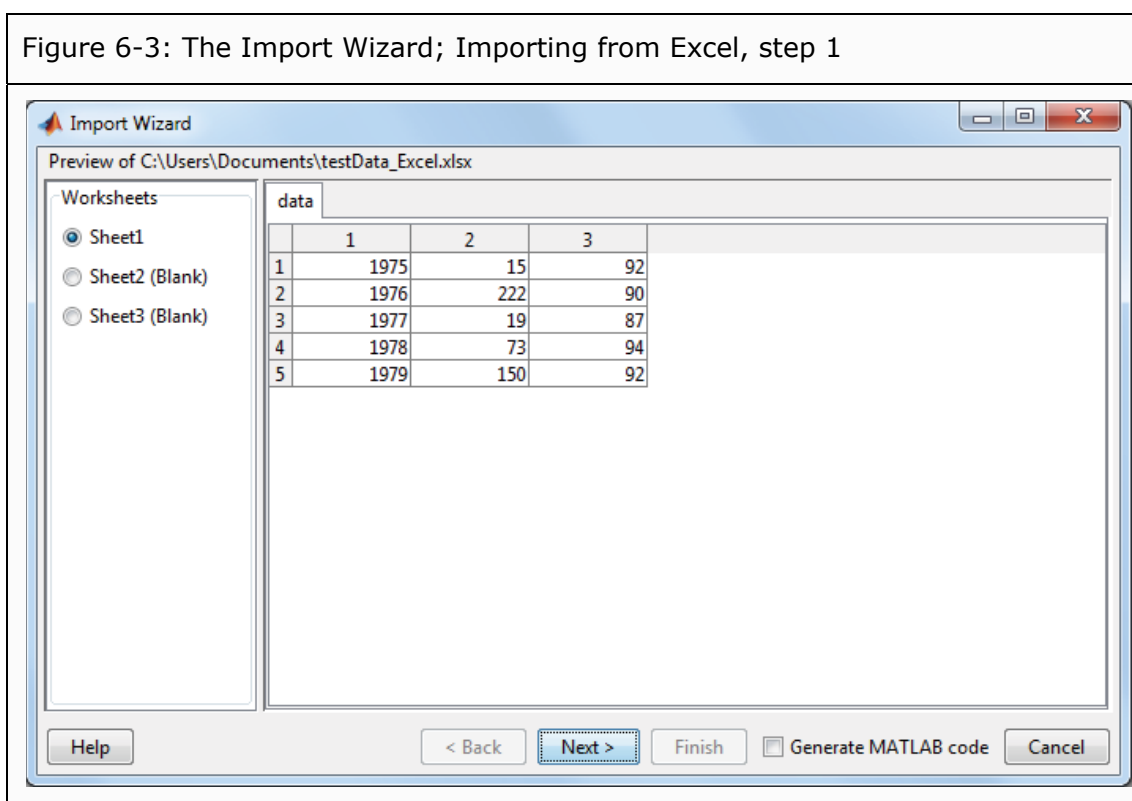 Figure 6-3: The Import Wizard; Importing from Excel, step 1
Import Wizard
Preview of C:\Users\Documents\testData_Excel.xlsx
Worksheets
Sheet1
Sheet2 (Blank)
Sheet3 (Blank)
data
1 2 3
1 1975 15 92
2 1976 222 90
3 1977 19 87
4 1978 73 94
5 1979 150 92
Help < Back Next > Finish Generate MATLAB code Cancel